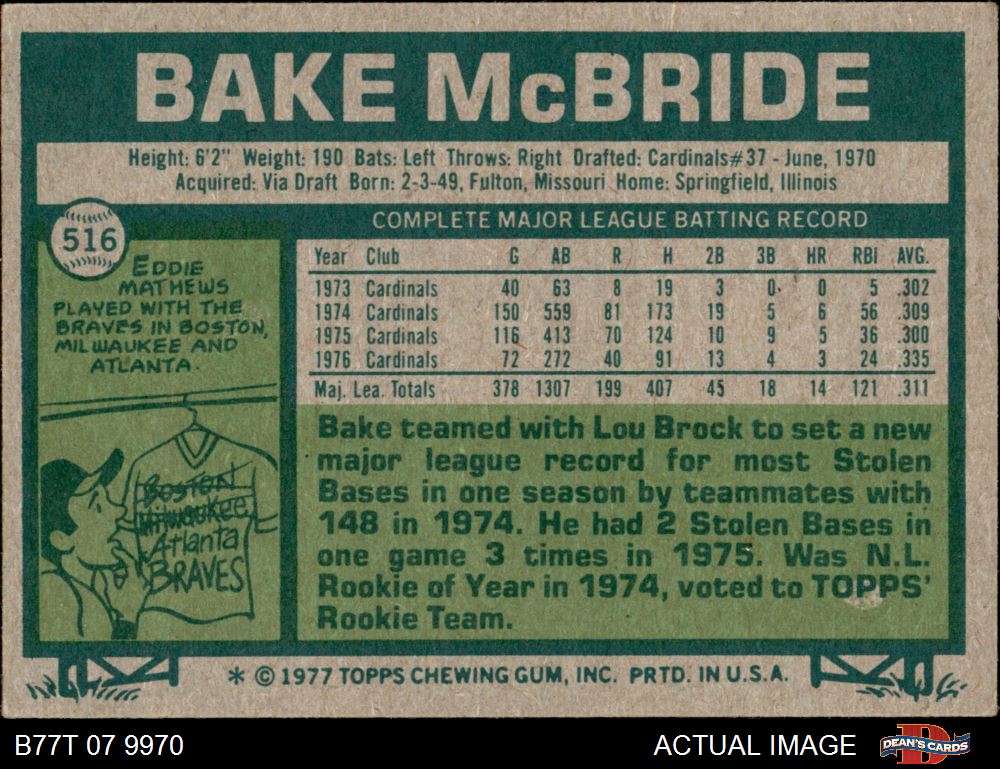 BAKE McBRIDE
Height: 6'2" Weight: 190 Bats: Left Throws: Right Drafted: Cardinals#37 - June, 1970
Acquired: Via Draft Born: 2-3-49, Fulton, Missouri Home: Springfield, Illinois
516
EDDIE
MATHEWS
PLAYED WITH THE
BRAVES IN BOSTON,
MILWAUKEE AND
ATLANTA.
BOSTON
Milwaukee
Atlanta
BRAVES
COMPLETE MAJOR LEAGUE BATTING RECORD
Year Club G AB R H 2B 3B HR RBI AVG.
1973 Cardinals 40 63 8 19 3 0 0 5 .302
1974 Cardinals 150 559 81 173 19 5 6 56 .309
1975 Cardinals 116 413 70 124 10 9 5 36 .300
1976 Cardinals 72 272 40 91 13 4 3 24 .335
Maj. Lea. Totals 378 1307 199 407 45 18 14 121 .311
Bake teamed with Lou Brock to set a new
major league record for most Stolen
Bases in one season by teammates with
148 in 1974. He had 2 Stolen Bases in
one game 3 times in 1975. Was N.L.
Rookie of Year in 1974, voted to TOPPS'
Rookie Team.
* © 1977 TOPPS CHEWING GUM, INC. PRTD. IN U.S.A.
B77T 07 9970
ACTUAL IMAGE
D
DEAN'S CARDS